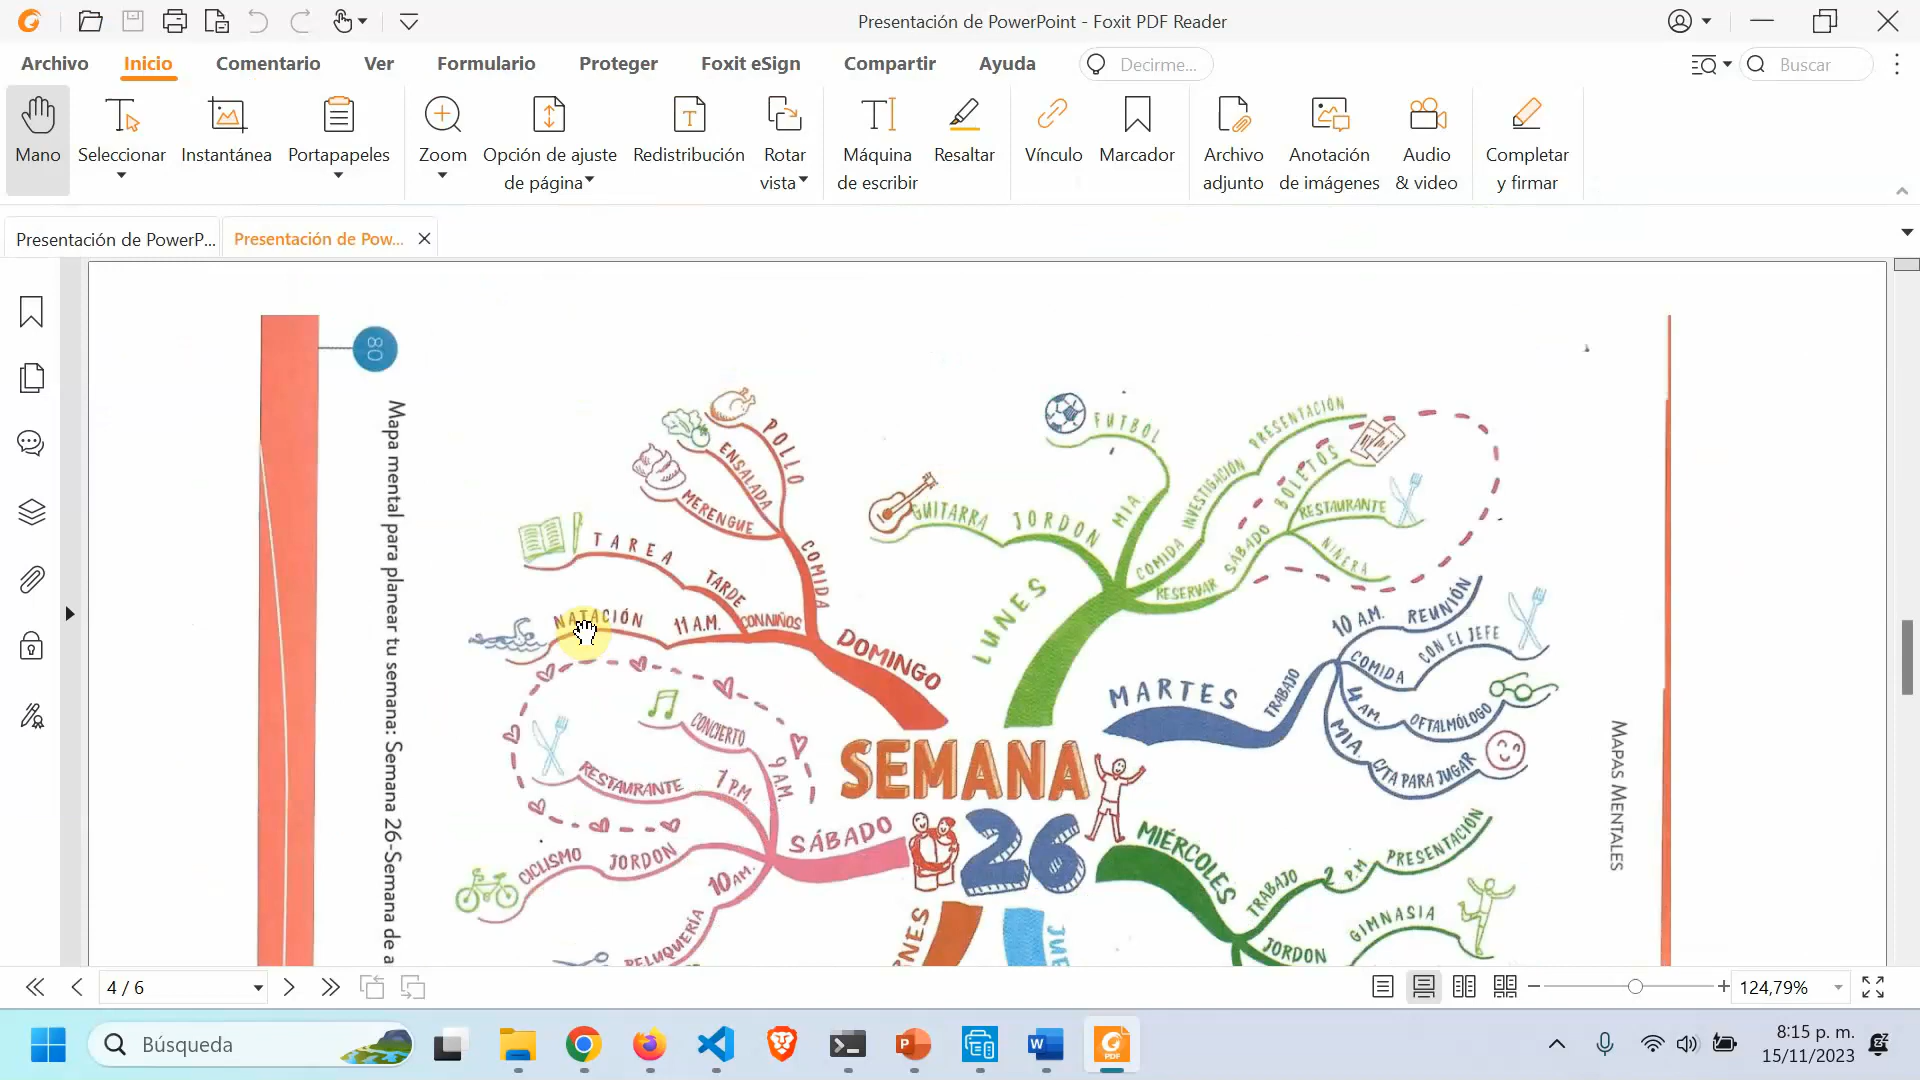 Presentación de PowerPoint - Foxit PDF Reader
Archivo Inicio Comentario Ver Formulario Proteger Foxit eSign Compartir Ayuda Decirme... Buscar
Mano Seleccionar Instantánea Portapapeles Zoom Opción de ajuste de página Redistribución Rotar vista Máquina de escribir Resaltar Vínculo Marcador Archivo adjunto Anotación de imágenes Audio & video Completar y firmar
Presentación de PowerP... Presentación de Pow...
80
Mapa mental para planear tu semana: Semana 26-Semana de a
POLLO
ENSALADA
MERENGUE
COMIDA
TAREA
TARDE
NATACIÓN
11 A.M.
CON NIÑOS
DOMINGO
FUTBOL
GUITARRA
JORDON
MIA
LUNES
PRESENTACIÓN
INVESTIGACIÓN
COMIDA
BOLETOS
RESTAURANTE
NIÑERA
SÁBADO
RESERVAR
10 A.M.
REUNIÓN
COMIDA
CON EL JEFE
4 AM.
OFTALMÓLOGO
MIA.
CITA PARA JUGAR
TRABAJO
MARTES
MAPAS MENTALES
CONCIERTO
9 A.M.
RESTAURANTE
7 P.M.
SÁBADO
CICLISMO
JORDON
10 AM.
PELUQUERÍA
SEMANA
26
MIÉRCOLES
TRABAJO
2 P.M
PRESENTACIÓN
GIMNASIA
JORDON
RNES
JUE
4 / 6
124,79%
Búsqueda
PDF
8:15 p. m.
15/11/2023